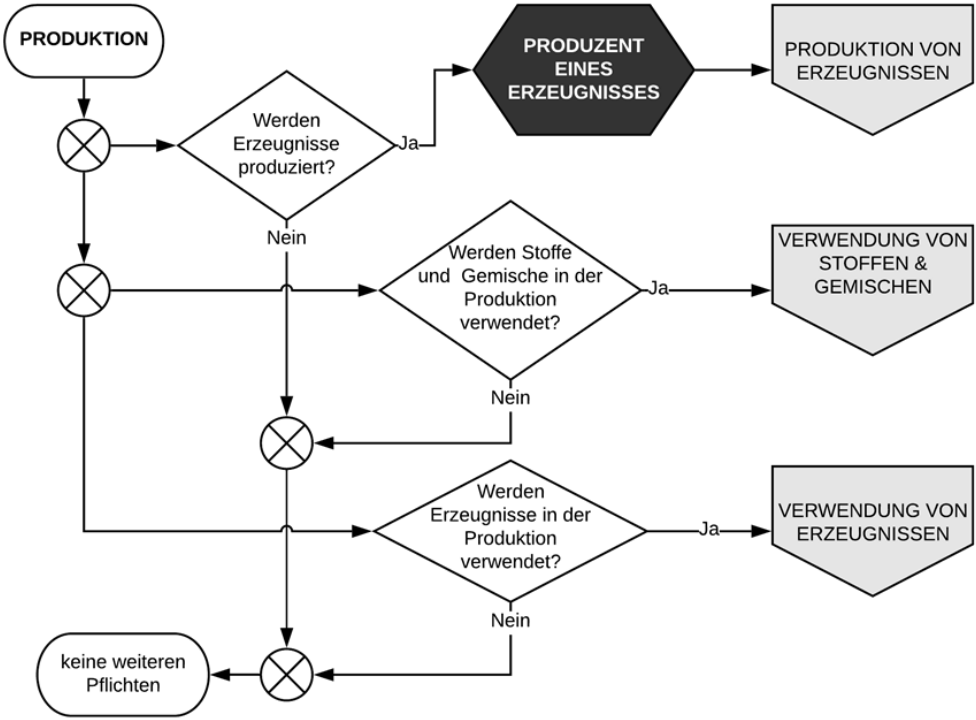 PRODUKTION
PRODUZENT
EINES
ERZEUGNISSES
PRODUKTION VON
ERZEUGNISSEN
Werden
Erzeugnisse
produziert?
Ja
Nein
Werden Stoffe
und Gemische in der
Produktion
verwendet?
Ja
VERWENDUNG VON
STOFFEN &
GEMISCHEN
Nein
Werden
Erzeugnisse in der
Produktion
verwendet?
Ja
VERWENDUNG VON
ERZEUGNISSEN
Nein
keine weiteren
Pflichten